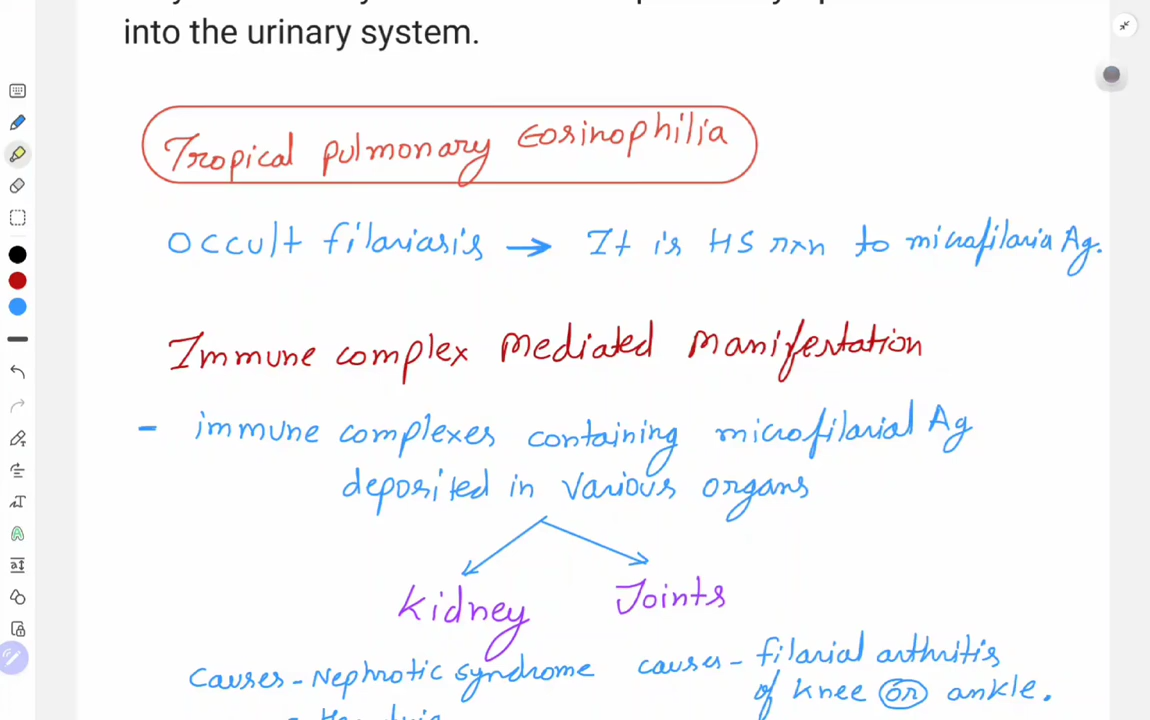 into the urinary system.
Tropical pulmonary Eosinophilia
Occult filariasis → It is HS rxn to microfilaria Ag.
Immune complex Mediated Manifestation
- immune complexes containing microfilarial Ag
deposited in various organs
Kidney
Joints
Causes - Nephrotic syndrome
causes - filarial arthritis
of knee or ankle.